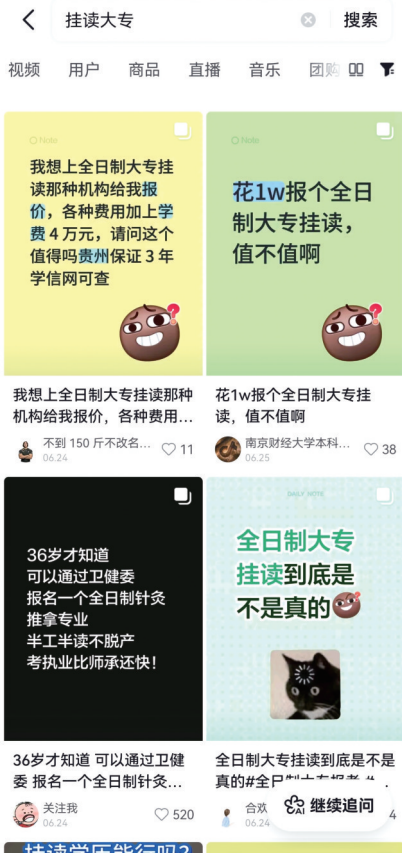 挂读大专
搜索
视频 用户 商品 直播 音乐 团购
Note
我想上全日制大专挂
读那种机构给我报
价，各种费用加上学
费 4 万元，请问这个
值得吗贵州保证 3 年
学信网可查
我想上全日制大专挂读那种
机构给我报价，各种费用...
不到 150 斤不改名...
06.24
11
Note
花1w报个全日
制大专挂读，
值不值啊
花1w报个全日制大专挂
读，值不值啊
南京财经大学本科...
06.25
38
36岁才知道
可以通过卫健委
报名一个全日制针灸
推拿专业
半工半读不脱产
考执业比师承还快！
36岁才知道 可以通过卫健
委 报名一个全日制针灸...
关注我
06.24
520
DAILY NOTE
全日制大专
挂读到底是
不是真的
全日制大专挂读到底是不是
合欢
06.24
4
AI 继续追问
挂读学历能行吗？